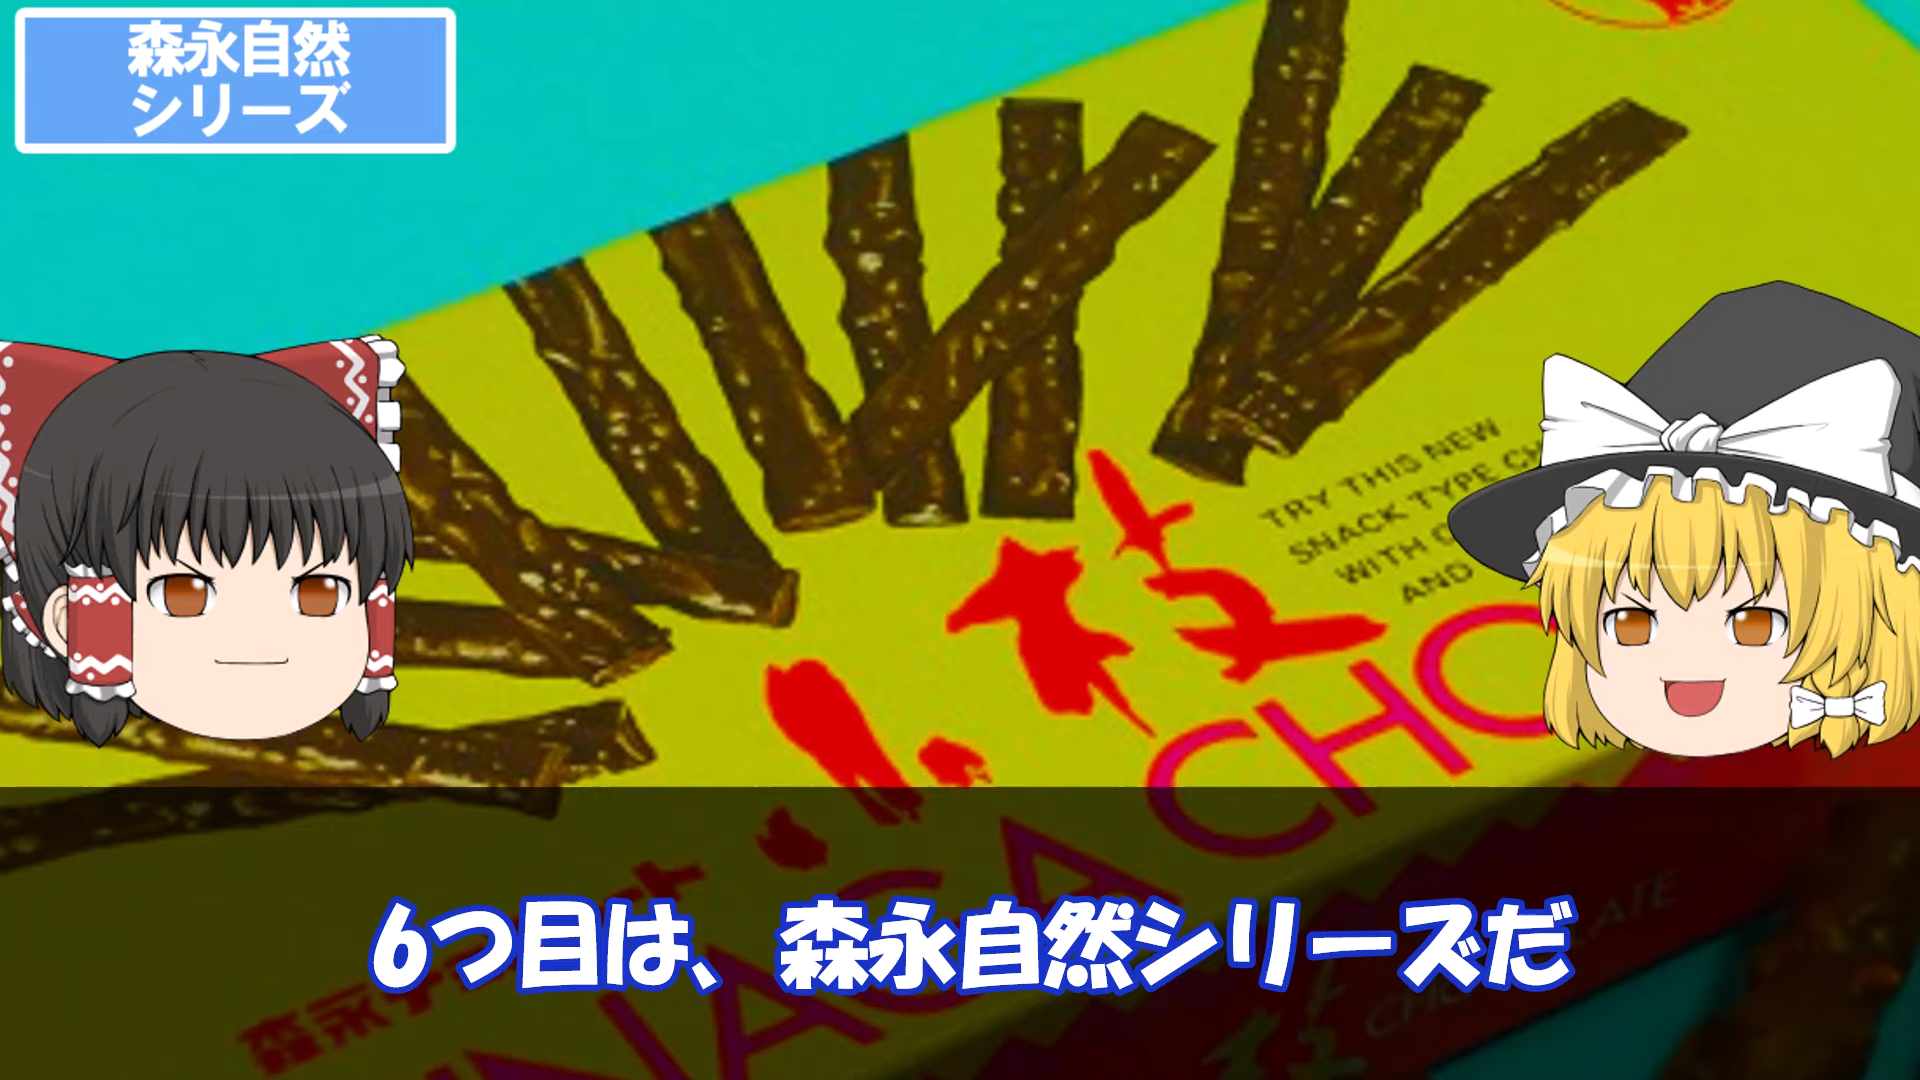 森永自然
シリーズ
TRY THIS NEW
SNACK TYPE
WITH
AND
小枝
CHO
6つ目は、森永自然シリーズだ